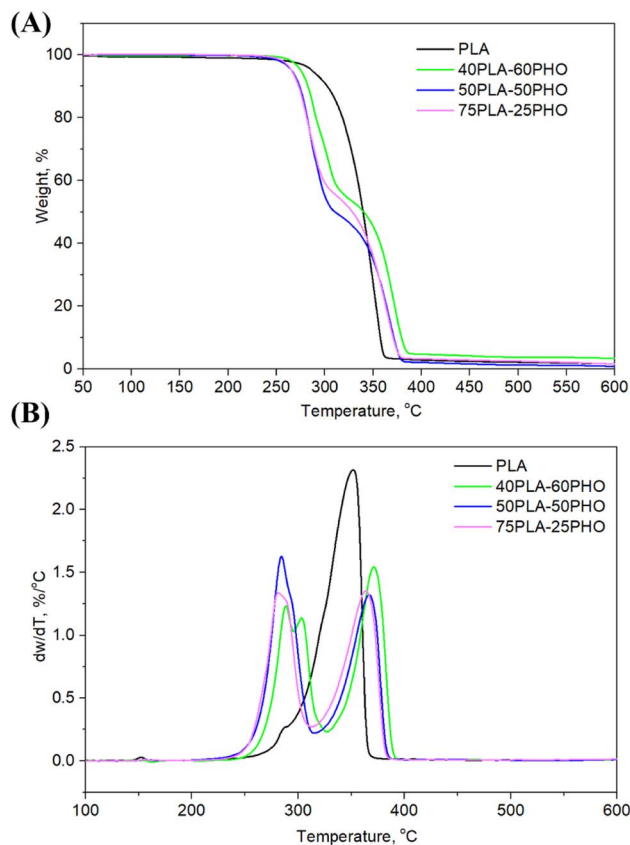 (A)
100
80
60
40
20
0
Weight, %
PLA
40PLA-60PHO
50PLA-50PHO
75PLA-25PHO
50 100 150 200 250 300 350 400 450 500 550 600
Temperature, °C
(B)
2.5
2.0
1.5
1.0
0.5
0.0
dw/dT, %/°C
PLA
40PLA-60PHO
50PLA-50PHO
75PLA-25PHO
100 200 300 400 500 600
Temperature, °C